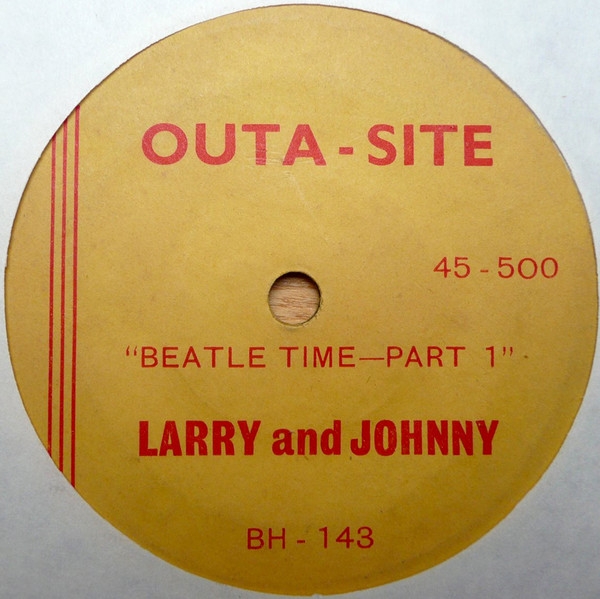 OUTA - SITE
45 - 500
“BEATLE TIME—PART 1”
LARRY and JOHNNY
BH - 143